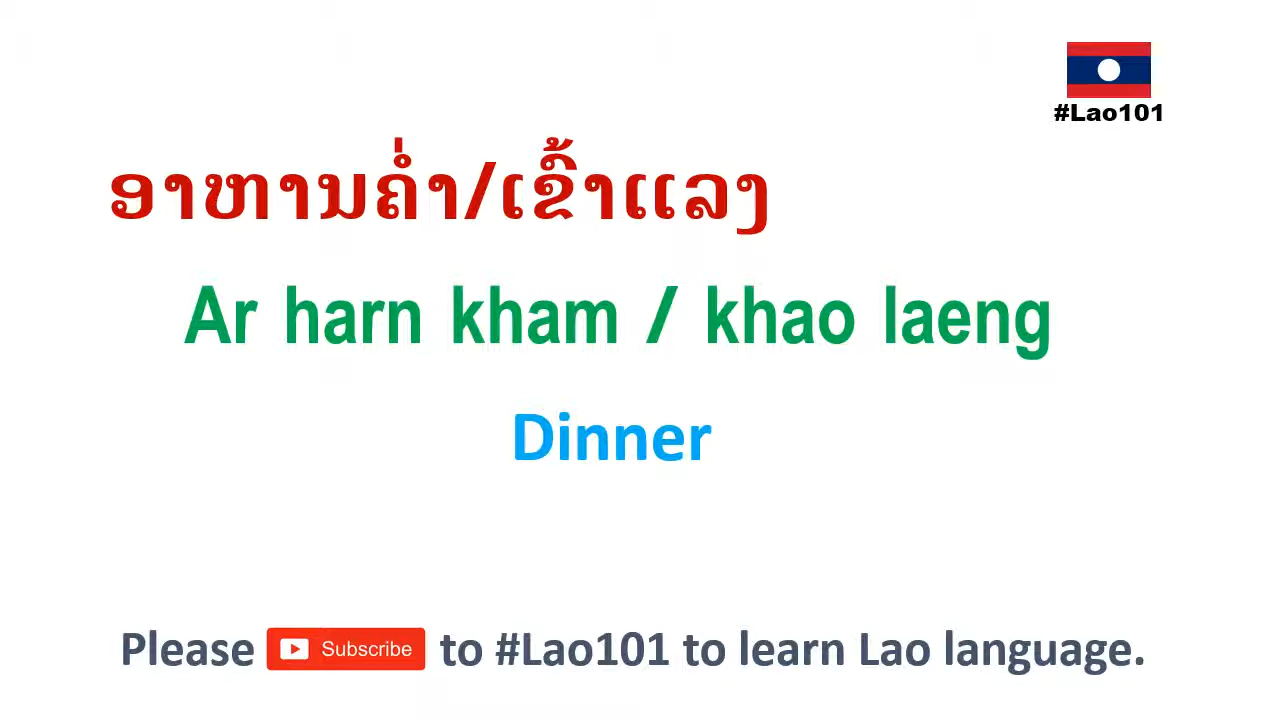 #Lao101
ອາຫານຄ່ຳ/ເຂົ້າແລງ
Ar harn kham / khao laeng
Dinner
Please Subscribe to #Lao101 to learn Lao language.